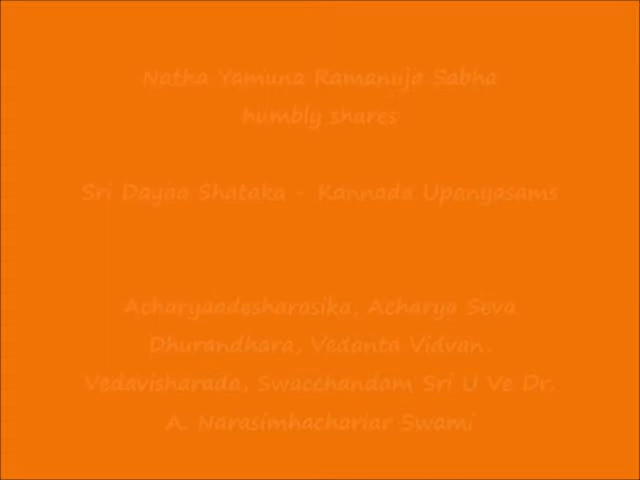 Natha Yamuna Ramanuja Sabha
humbly shares
Sri Dayaa Shataka - Kannada Upanyasams
Acharyaadesharasika, Acharya Seva
Dhurandhara, Vedanta Vidvan.
Vedavisharada, Swacchandam Sri U Ve Dr.
A. Narasimhachariar Swami